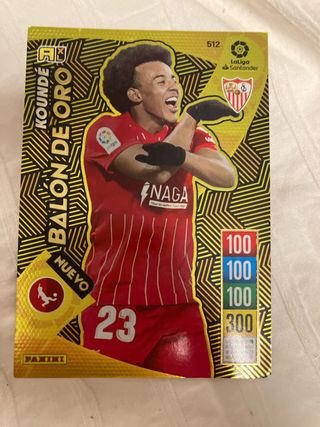 512
LaLiga
Santander
KOUNDÉ
BALÓN DE ORO
NUEVO
NAGA
23
100
100
100
300
PANINI